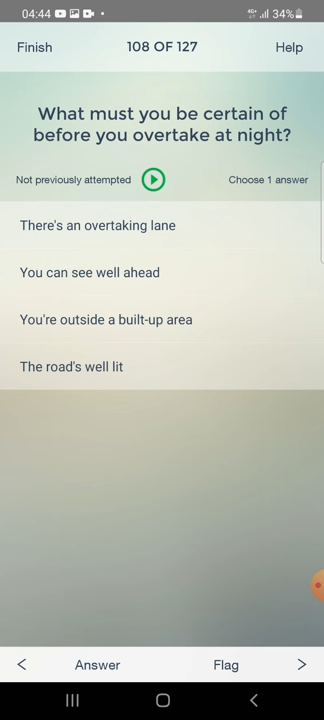 04:44
34%
Finish
108 OF 127
Help
What must you be certain of
before you overtake at night?
Not previously attempted
Choose 1 answer
There's an overtaking lane
You can see well ahead
You're outside a built-up area
The road's well lit
Answer
Flag